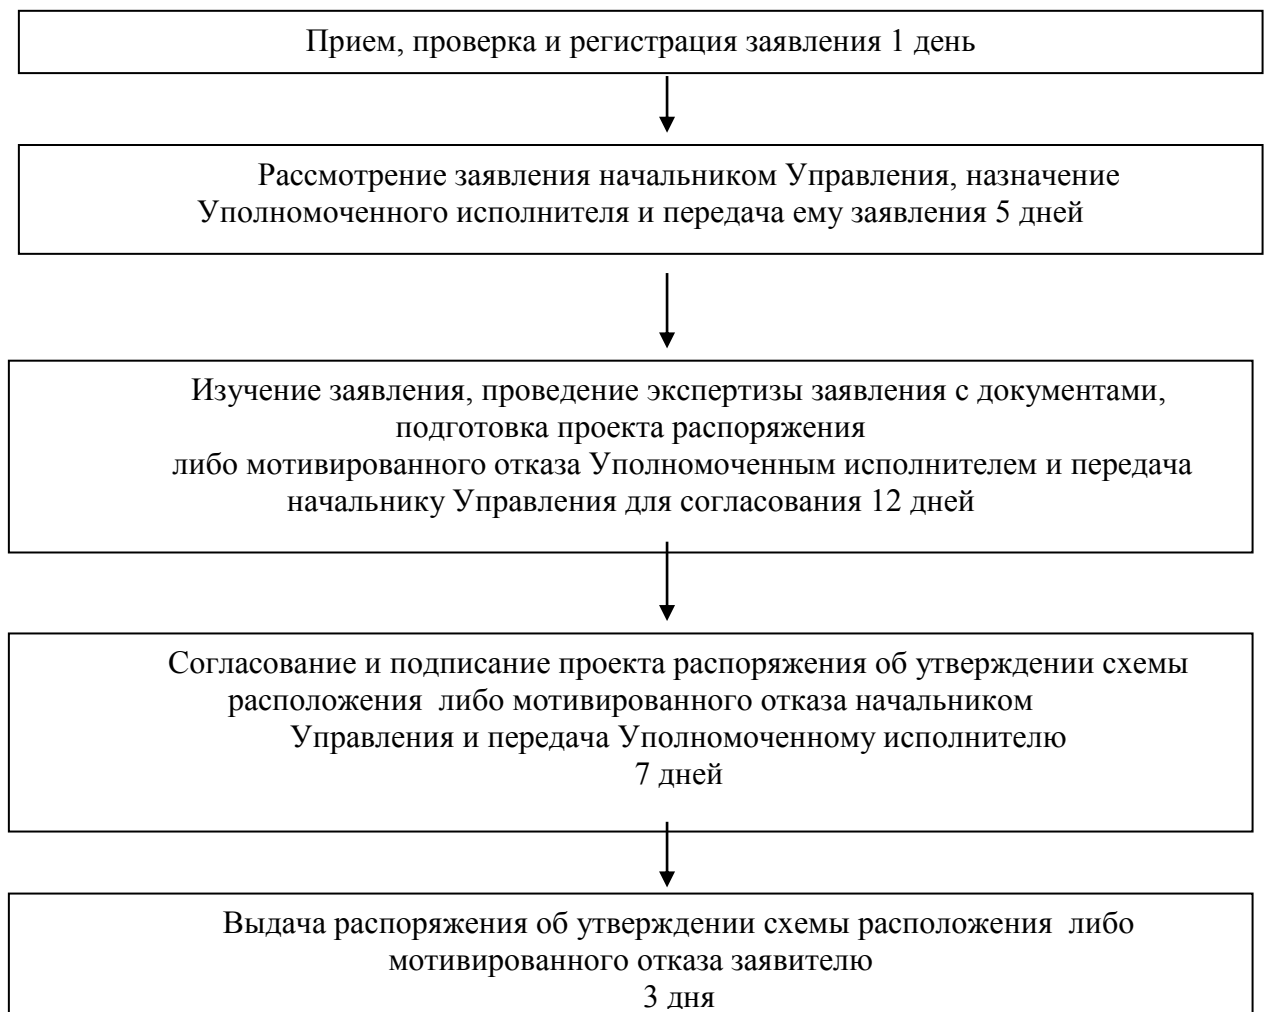 Прием, проверка и регистрация заявления 1 день
Рассмотрение заявления начальником Управления, назначение
Уполномоченного исполнителя и передача ему заявления 5 дней
Изучение заявления, проведение экспертизы заявления с документами,
подготовка проекта распоряжения
либо мотивированного отказа Уполномоченным исполнителем и передача
начальнику Управления для согласования 12 дней
Согласование и подписание проекта распоряжения об утверждении схемы
расположения либо мотивированного отказа начальником
Управления и передача Уполномоченному исполнителю
7 дней
Выдача распоряжения об утверждении схемы расположения либо
мотивированного отказа заявителю
3 дня